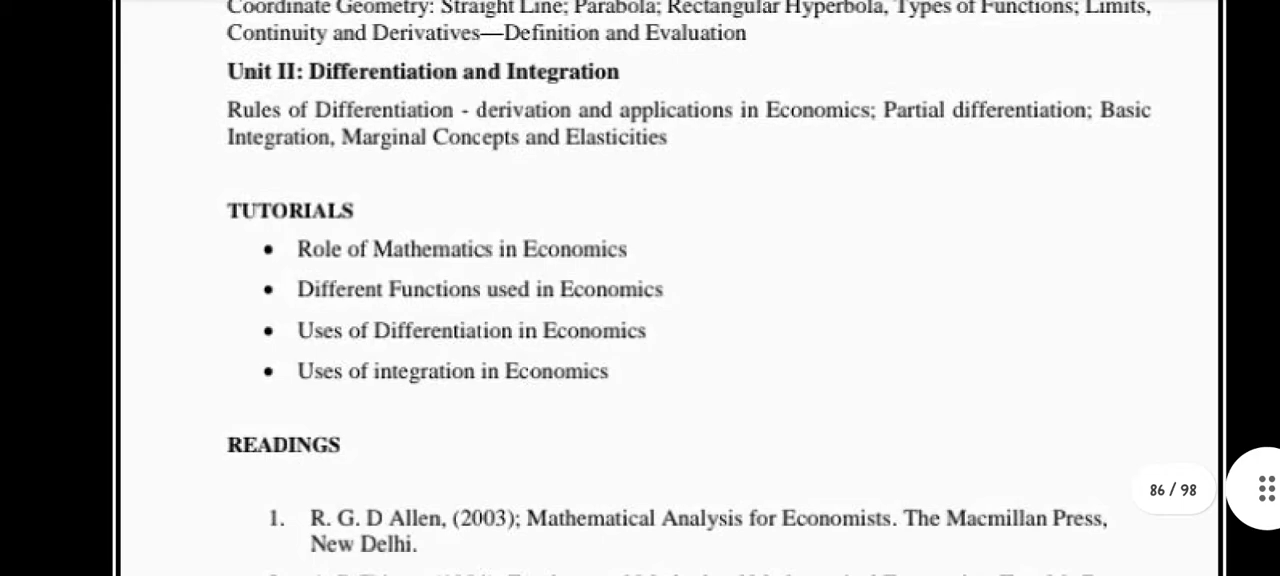 Coordinate Geometry: Straight Line; Parabola; Rectangular Hyperbola, Types of Functions; Limits,
Continuity and Derivatives—Definition and Evaluation
Unit II: Differentiation and Integration
Rules of Differentiation - derivation and applications in Economics; Partial differentiation; Basic
Integration, Marginal Concepts and Elasticities
TUTORIALS
• Role of Mathematics in Economics
• Different Functions used in Economics
• Uses of Differentiation in Economics
• Uses of integration in Economics
READINGS
86 / 98
1. R. G. D Allen, (2003); Mathematical Analysis for Economists. The Macmillan Press,
New Delhi.